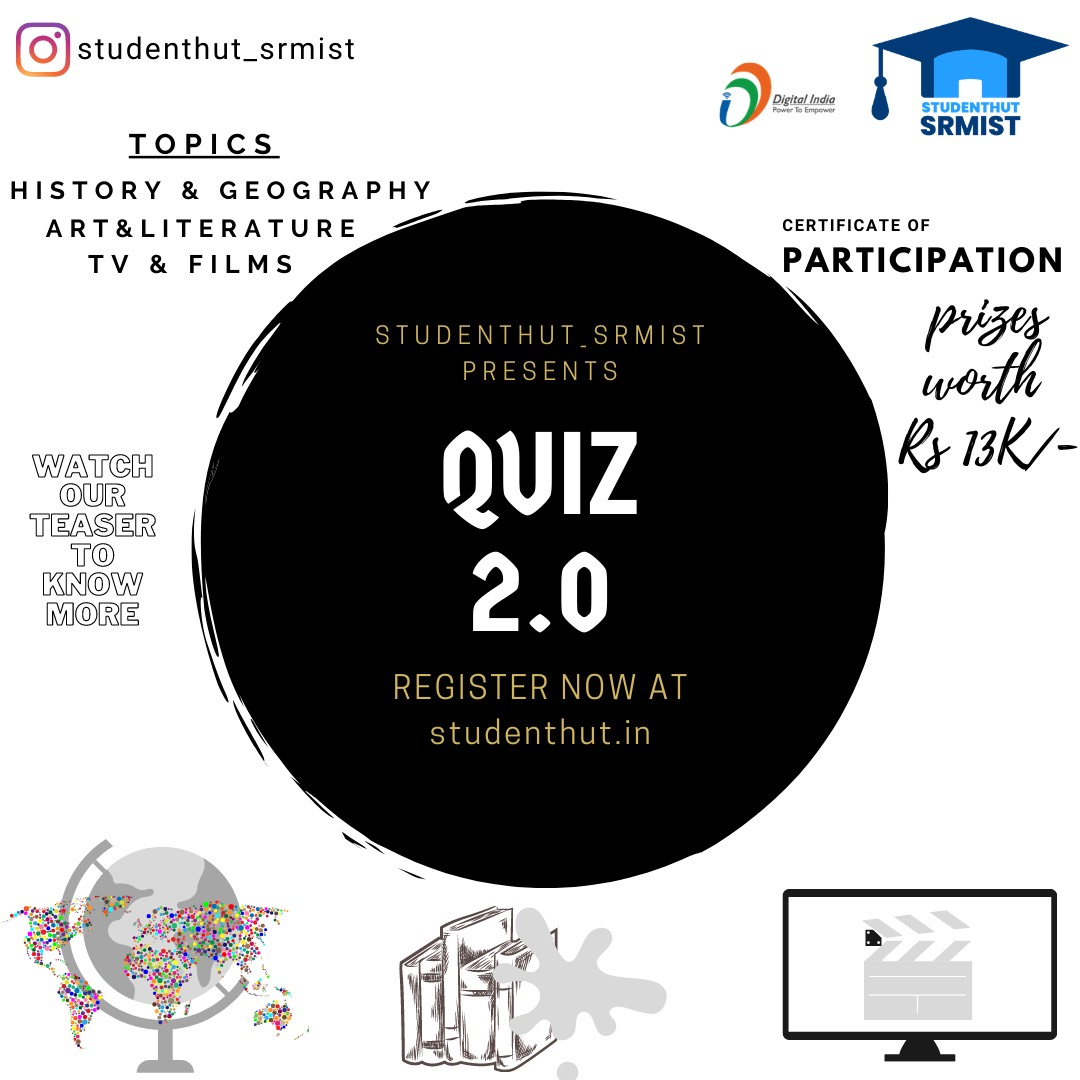 studenthut_srmist
Digital India
Power To Empower
STUDENTHUT
SRMIST
TOPICS
HISTORY & GEOGRAPHY
ART&LITERATURE
TV & FILMS
CERTIFICATE OF
PARTICIPATION
prizes
worth
Rs 13K/-
STUDENTHUT_SRMIST
PRESENTS
QUIZ
2.0
REGISTER NOW AT
studenthut.in
WATCH
OUR
TEASER
TO
KNOW
MORE